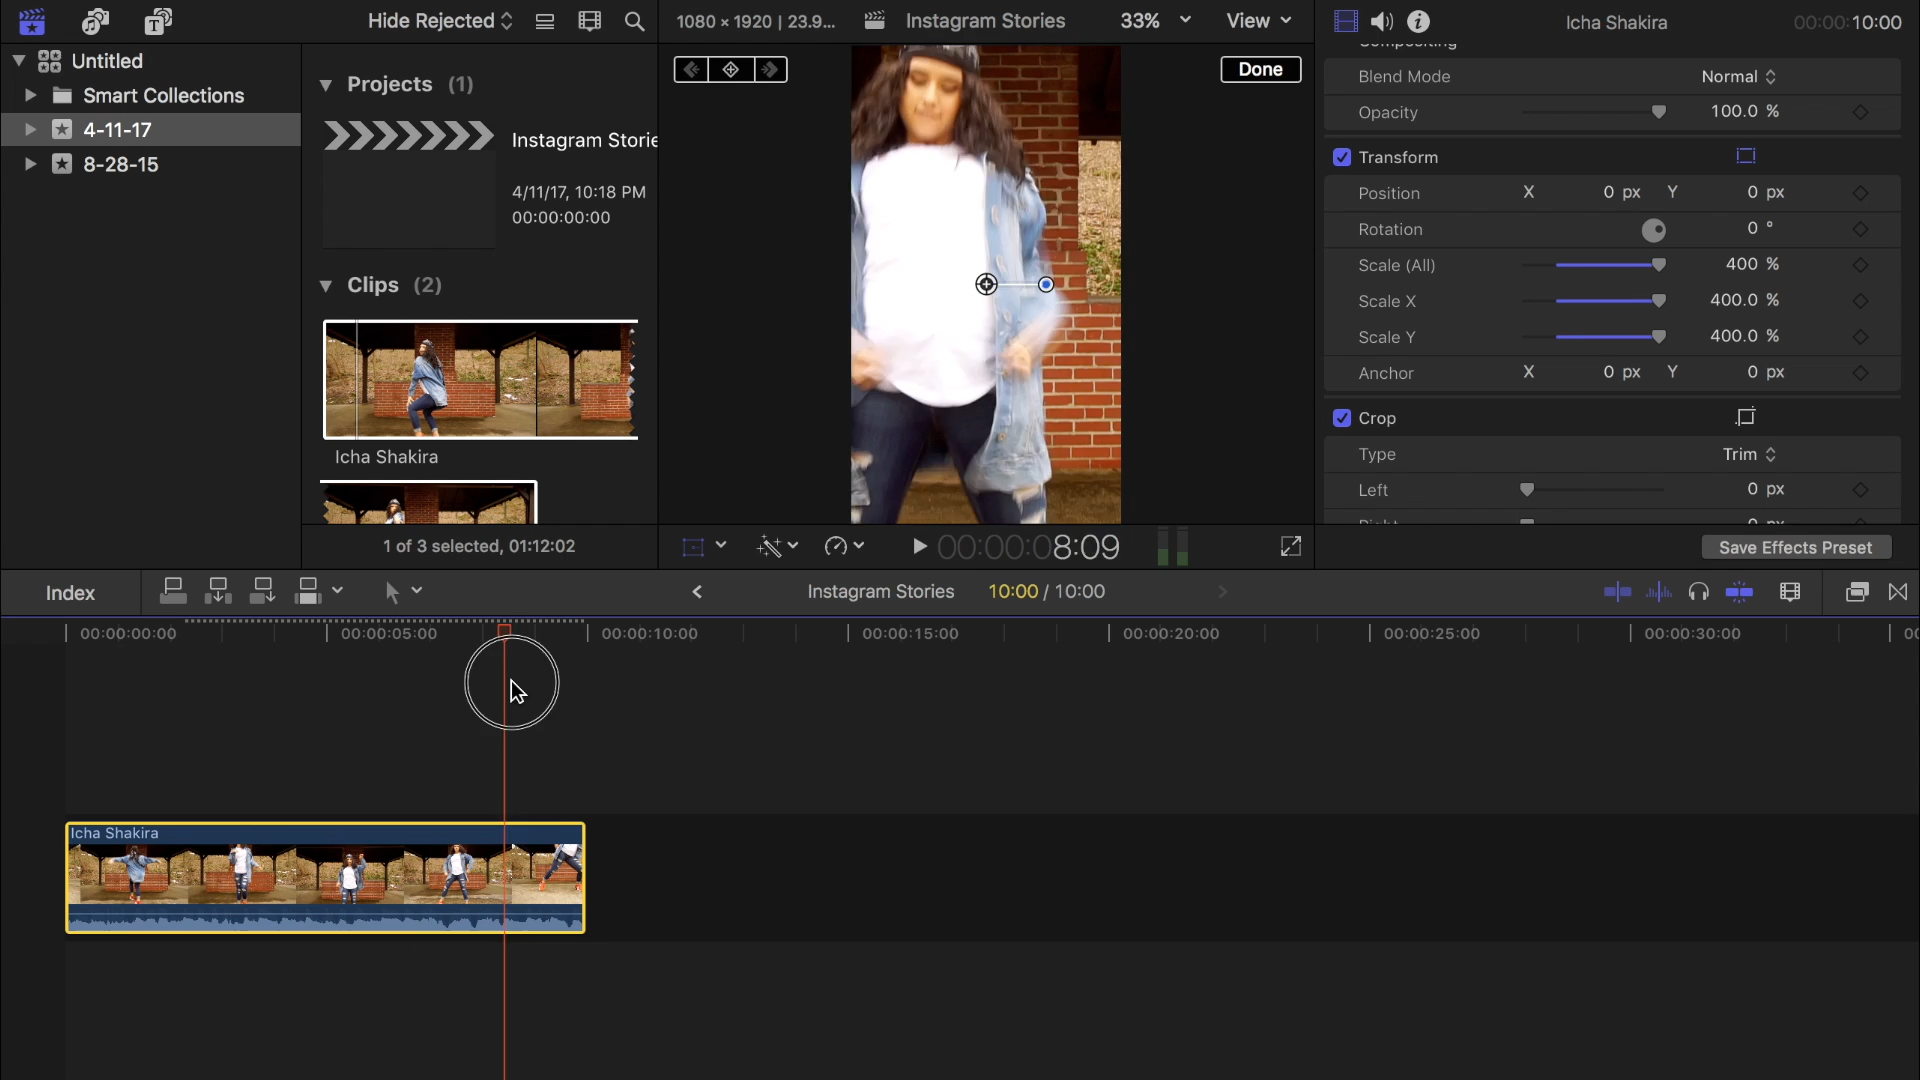 Hide Rejected
1080 × 1920 | 23.9...
Instagram Stories
33%
View
Icha Shakira
00:00:10:00
Untitled
Smart Collections
4-11-17
8-28-15
Projects (1)
Instagram Storie
4/11/17, 10:18 PM
00:00:00:00
Clips (2)
Icha Shakira
1 of 3 selected, 01:12:02
Done
Compositing
Blend Mode Normal
Opacity 100.0 %
Transform
Position X 0 px Y 0 px
Rotation 0 °
Scale (All) 400 %
Scale X 400.0 %
Scale Y 400.0 %
Anchor X 0 px Y 0 px
Crop
Type Trim
Left 0 px
Right 0 px
00:00:08:09
Save Effects Preset
Index
Instagram Stories 10:00 / 10:00
00:00:00:00 00:00:05:00 00:00:10:00 00:00:15:00 00:00:20:00 00:00:25:00 00:00:30:00
Icha Shakira